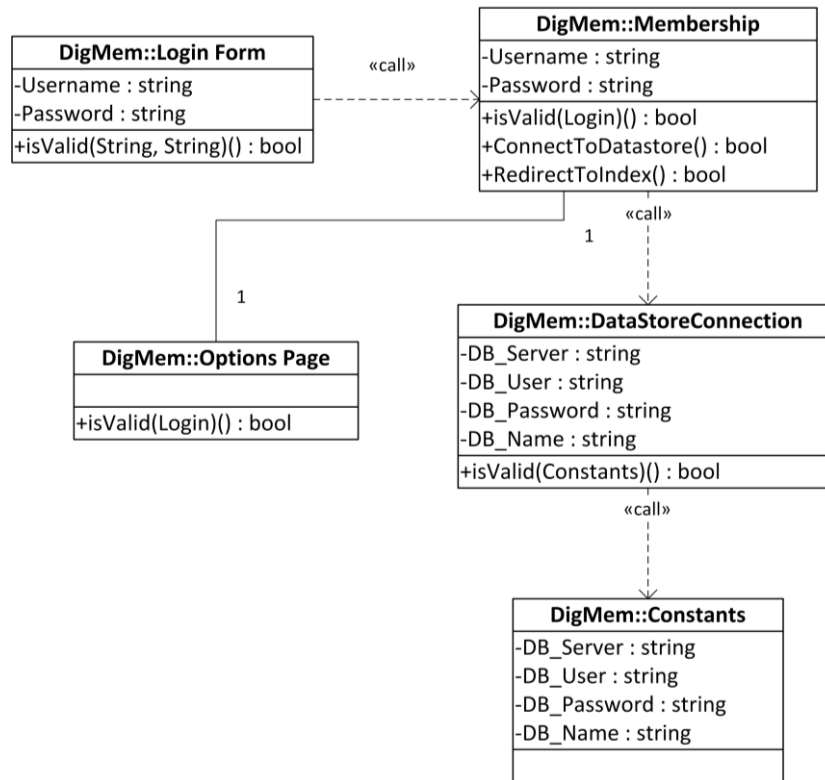 DigMem::Login Form
-Username : string
-Password : string
+isValid(String, String)() : bool
«call»
DigMem::Membership
-Username : string
-Password : string
+isValid(Login)() : bool
+ConnectToDatastore() : bool
+RedirectToIndex() : bool
«call»
1
1
DigMem::Options Page
+isValid(Login)() : bool
DigMem::DataStoreConnection
-DB_Server : string
-DB_User : string
-DB_Password : string
-DB_Name : string
+isValid(Constants)() : bool
«call»
DigMem::Constants
-DB_Server : string
-DB_User : string
-DB_Password : string
-DB_Name : string